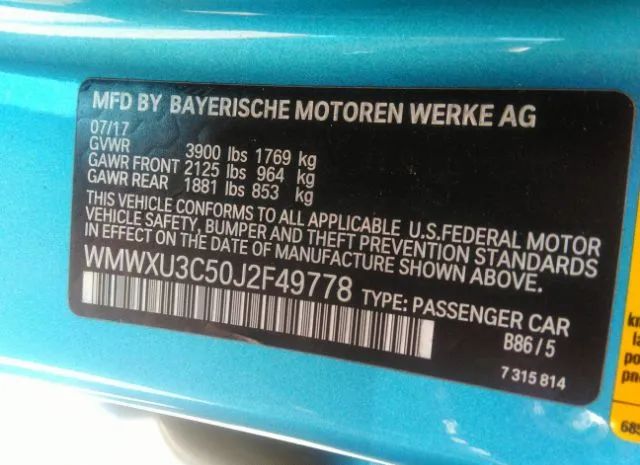 MFD BY BAYERISCHE MOTOREN WERKE AG
07/17
GVWR 3900 lbs 1769 kg
GAWR FRONT 2125 lbs 964 kg
GAWR REAR 1881 lbs 853 kg
THIS VEHICLE CONFORMS TO ALL APPLICABLE U.S.FEDERAL MOTOR
VEHICLE SAFETY, BUMPER AND THEFT PREVENTION STANDARDS
IN EFFECT ON THE DATE OF MANUFACTURE SHOWN ABOVE.
WMWXU3C50J2F49778 TYPE: PASSENGER CAR
B86/5
7 315 814